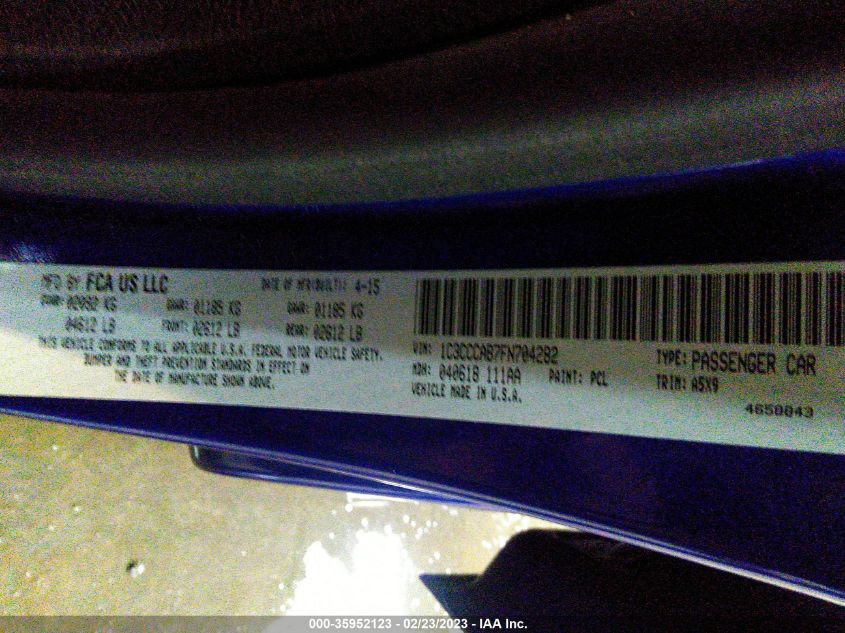 MFD BY FCA US LLC DATE OF MFR(BUILT): 4-15
GVWR: 02092 KG GAWR: 01185 KG GAWR: 01185 KG
04612 LB FRONT: 02612 LB REAR: 02612 LB
THIS VEHICLE CONFORMS TO ALL APPLICABLE U.S.A. FEDERAL MOTOR VEHICLE SAFETY,
BUMPER AND THEFT PREVENTION STANDARDS IN EFFECT ON
THE DATE OF MANUFACTURE SHOWN ABOVE.
VIN: 1C3CCCAB7FN704282 TYPE: PASSENGER CAR
MDH: 040618 111AA PAINT: PCL TRIM: A5X9
VEHICLE MADE IN U.S.A.
4658043
000-35952123 - 02/23/2023 - IAA Inc.